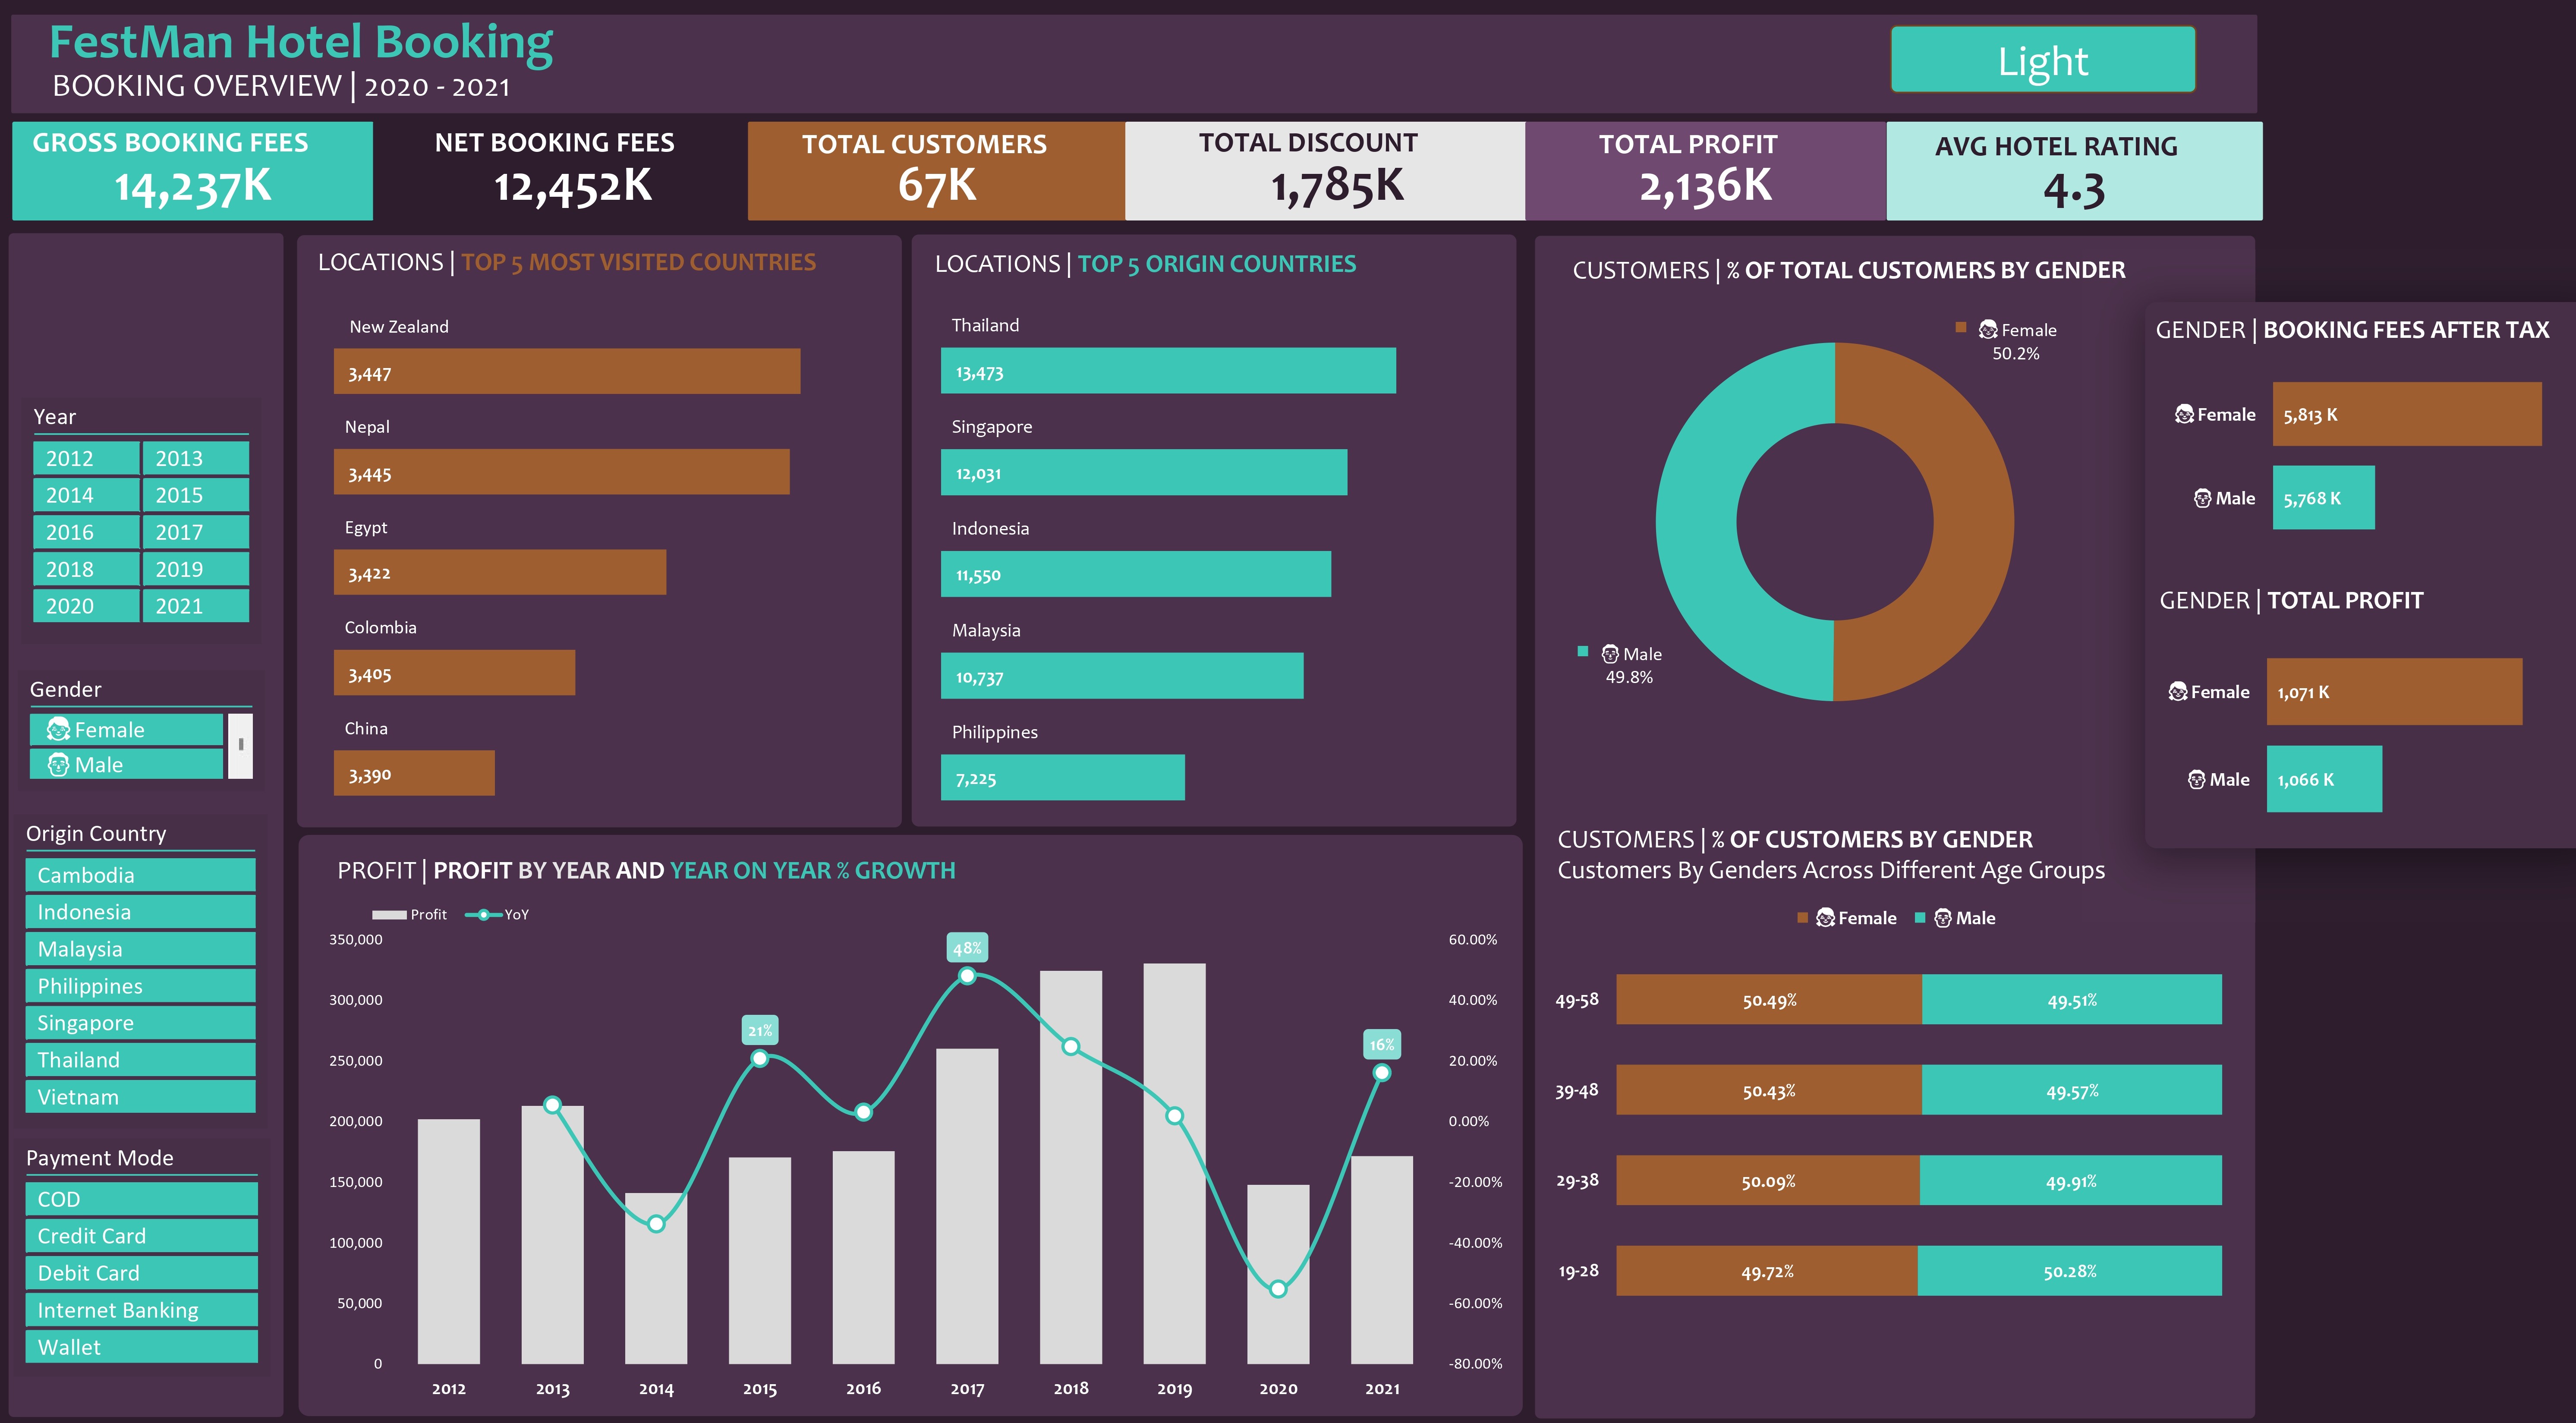 FestMan Hotel Booking
BOOKING OVERVIEW | 2020 - 2021
Light
GROSS BOOKING FEES
14,237K
NET BOOKING FEES
12,452K
TOTAL CUSTOMERS
67K
TOTAL DISCOUNT
1,785K
TOTAL PROFIT
2,136K
AVG HOTEL RATING
4.3
Year
2012 2013
2014 2015
2016 2017
2018 2019
2020 2021
Gender
Female
Male
Origin Country
Cambodia
Indonesia
Malaysia
Philippines
Singapore
Thailand
Vietnam
Payment Mode
COD
Credit Card
Debit Card
Internet Banking
Wallet
LOCATIONS | TOP 5 MOST VISITED COUNTRIES
New Zealand
3,447
Nepal
3,445
Egypt
3,422
Colombia
3,405
China
3,390
LOCATIONS | TOP 5 ORIGIN COUNTRIES
Thailand
13,473
Singapore
12,031
Indonesia
11,550
Malaysia
10,737
Philippines
7,225
PROFIT | PROFIT BY YEAR AND YEAR ON YEAR % GROWTH
Profit YoY
350,000
300,000
250,000
200,000
150,000
100,000
50,000
0
21%
48%
16%
60.00%
40.00%
20.00%
0.00%
-20.00%
-40.00%
-60.00%
-80.00%
2012 2013 2014 2015 2016 2017 2018 2019 2020 2021
CUSTOMERS | % OF TOTAL CUSTOMERS BY GENDER
Female
50.2%
Male
49.8%
GENDER | BOOKING FEES AFTER TAX
Female 5,813 K
Male 5,768 K
GENDER | TOTAL PROFIT
Female 1,071 K
Male 1,066 K
CUSTOMERS | % OF CUSTOMERS BY GENDER
Customers By Genders Across Different Age Groups
Female Male
49-58 50.49% 49.51%
39-48 50.43% 49.57%
29-38 50.09% 49.91%
19-28 49.72% 50.28%